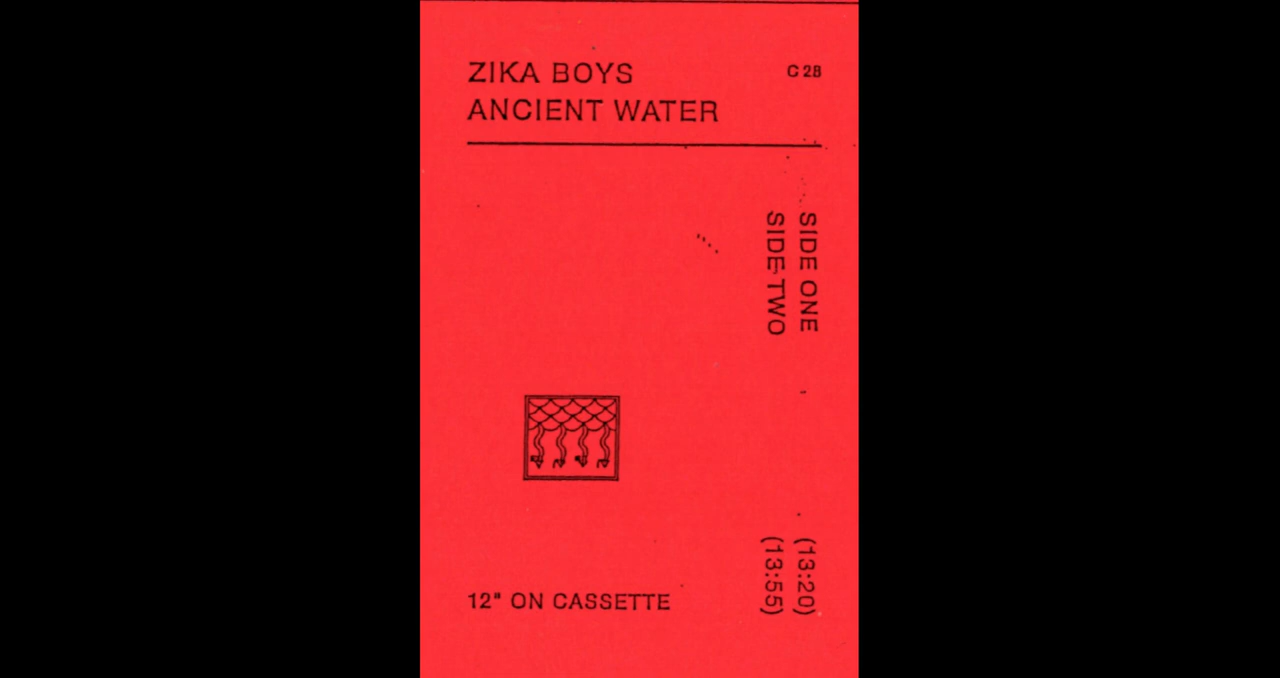 ZIKA BOYS
C 28
ANCIENT WATER
SIDE ONE (13:20)
SIDE TWO (13:55)
12" ON CASSETTE